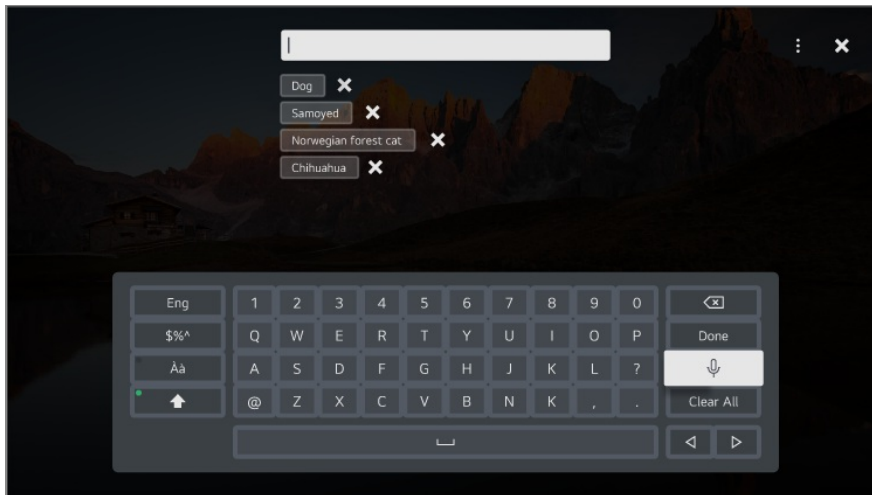 Dog
Samoyed
Norwegian forest cat
Chihuahua
Eng 1 2 3 4 5 6 7 8 9 0
$%^ Q W E R T Y U I O P Done
Àà A S D F G H J K L ?
@ Z X C V B N K , . Clear All